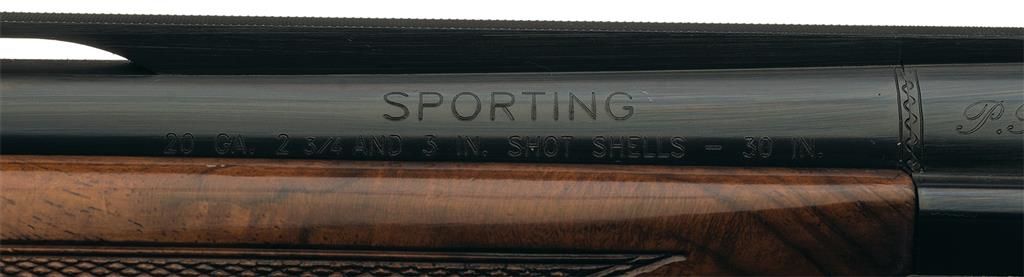 SPORTING
20 GA. 2 3/4 AND 3 IN. SHOT SHELLS – 30 IN.
P.